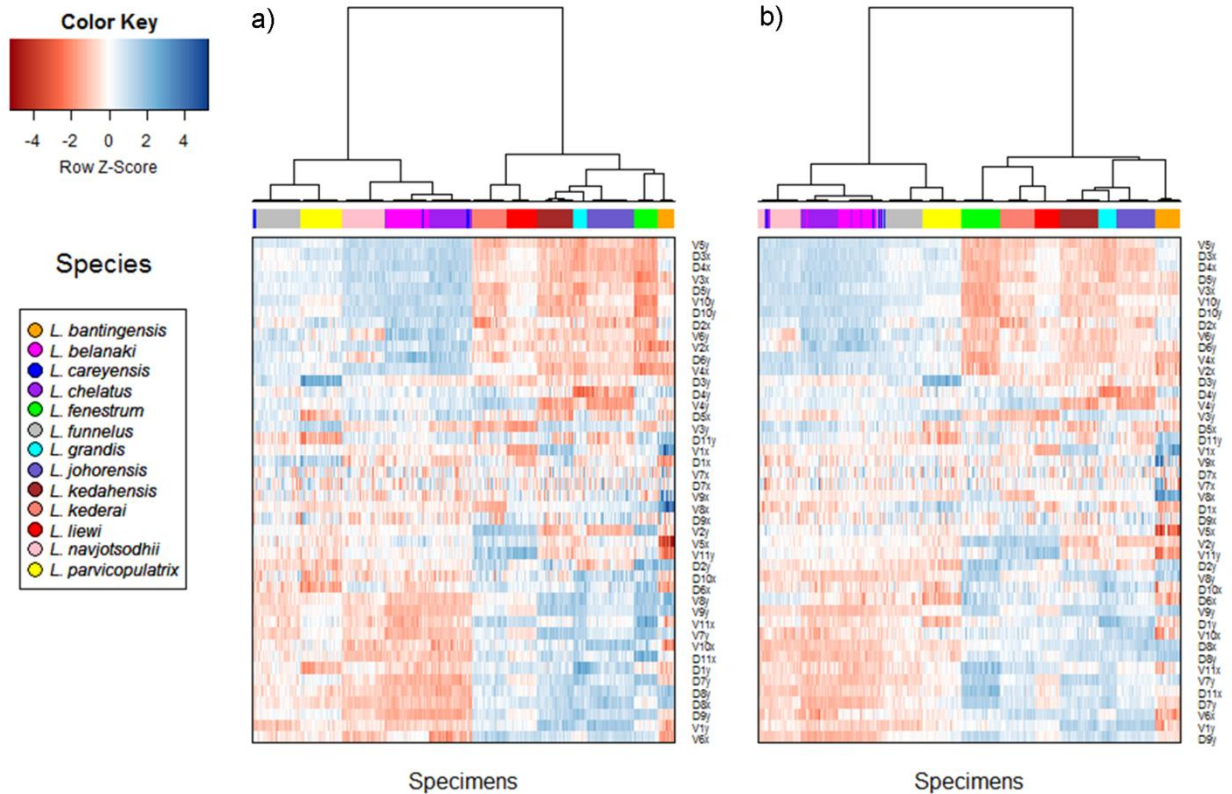 Color Key
-4 -2 0 2 4
Row Z-Score
Species
L. bantingensis
L. belanaki
L. careyensis
L. chelatus
L. fenestrum
L. funnelus
L. grandis
L. johorensis
L. kedahensis
L. kederai
L. liewi
L. navjotsodhii
L. parvicopulatrix
a)
V5y
D3x
D4x
V3x
D5y
V10y
D10y
D2x
V6y
V2x
D6y
V4x
D3y
D4y
V4y
D5x
V3y
D11y
V1x
D1x
V7x
D7x
V9x
V8x
D9x
V2y
V5x
V11y
D2y
D10x
D6x
V8y
V9y
V11x
V7y
V10x
D11x
D1y
D7y
D8y
D8x
D9y
V1y
V6x
Specimens
b)
V5y
D3x
D4x
D5y
V3x
V10y
D10y
D2x
V6y
D6y
V4x
V2x
D3y
D4y
V4y
V3y
D5x
D11y
V1x
V9x
D7x
V7x
V8x
D1x
D9x
V5x
V2y
V11y
D2y
V8y
D10x
D6x
V9y
D1y
V10x
D8x
D8y
V11x
V7y
D11x
D7y
V6x
V1y
D9y
Specimens